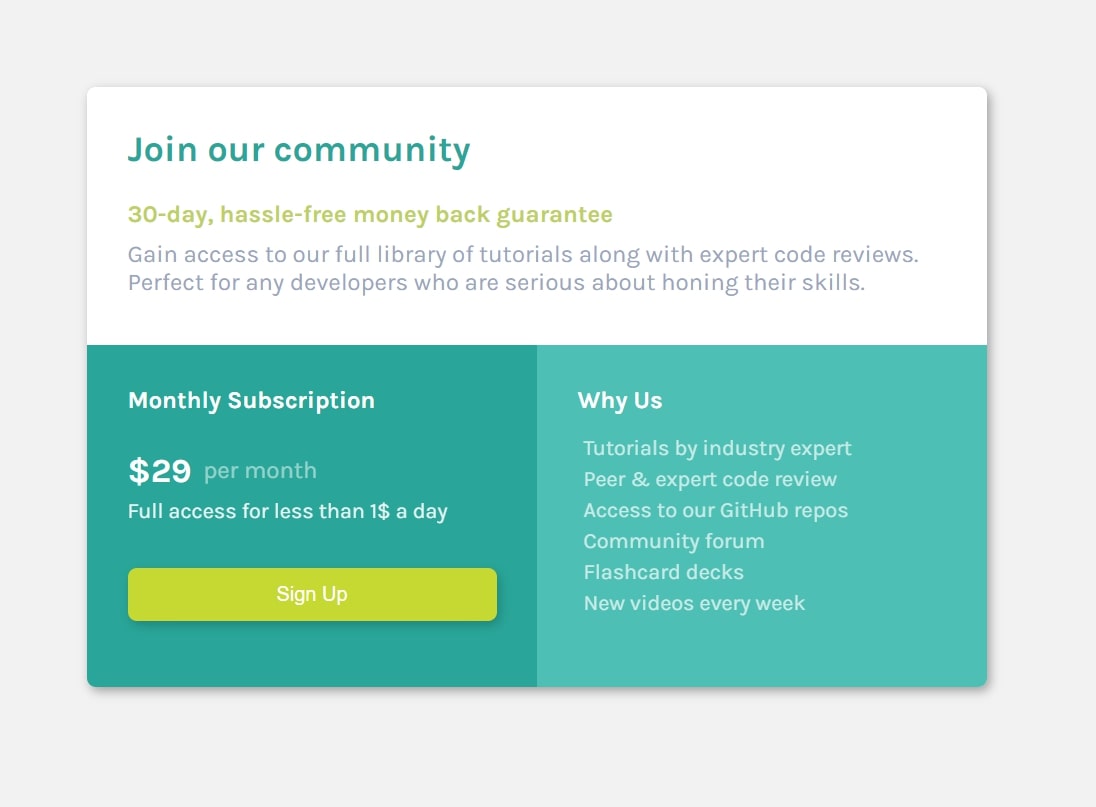 Join our community
30-day, hassle-free money back guarantee
Gain access to our full library of tutorials along with expert code reviews.
Perfect for any developers who are serious about honing their skills.
Monthly Subscription
$29 per month
Full access for less than 1$ a day
Sign Up
Why Us
Tutorials by industry expert
Peer & expert code review
Access to our GitHub repos
Community forum
Flashcard decks
New videos every week